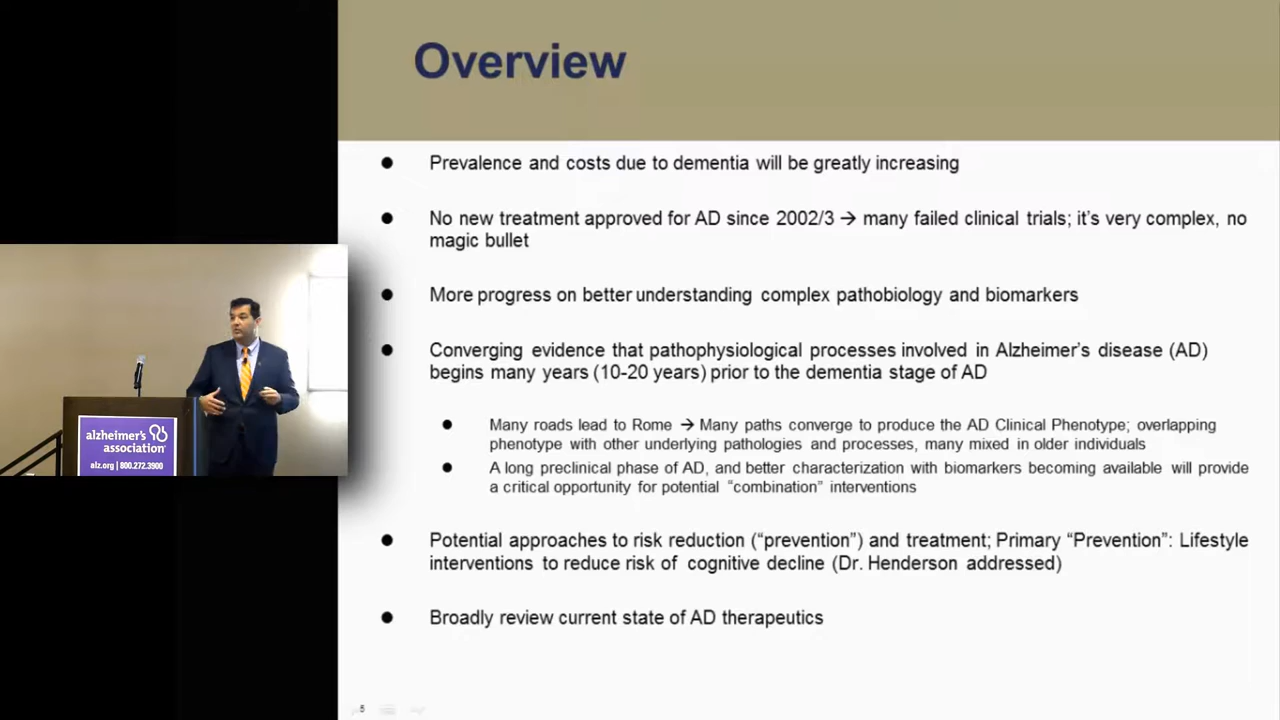 Overview
Prevalence and costs due to dementia will be greatly increasing
No new treatment approved for AD since 2002/3 → many failed clinical trials; it's very complex, no
magic bullet
More progress on better understanding complex pathobiology and biomarkers
Converging evidence that pathophysiological processes involved in Alzheimer's disease (AD)
begins many years (10-20 years) prior to the dementia stage of AD
Many roads lead to Rome → Many paths converge to produce the AD Clinical Phenotype; overlapping
phenotype with other underlying pathologies and processes, many mixed in older individuals
A long preclinical phase of AD, and better characterization with biomarkers becoming available will provide
a critical opportunity for potential "combination" interventions
Potential approaches to risk reduction ("prevention") and treatment; Primary "Prevention": Lifestyle
interventions to reduce risk of cognitive decline (Dr. Henderson addressed)
Broadly review current state of AD therapeutics
5
alzheimer's
association
alz.org | 800.272.3900